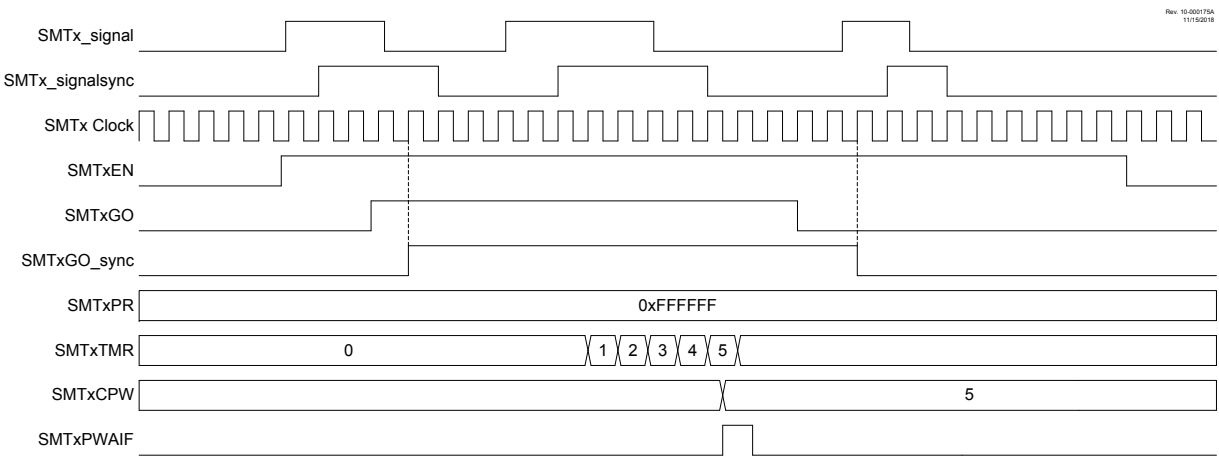 Rev. 10-000175A
11/15/2018
SMTx_signal
SMTx_signalsync
SMTx Clock
SMTxEN
SMTxGO
SMTxGO_sync
SMTxPR 0xFFFFFF
SMTxTMR 0 1 2 3 4 5
SMTxCPW 5
SMTxPWAIF